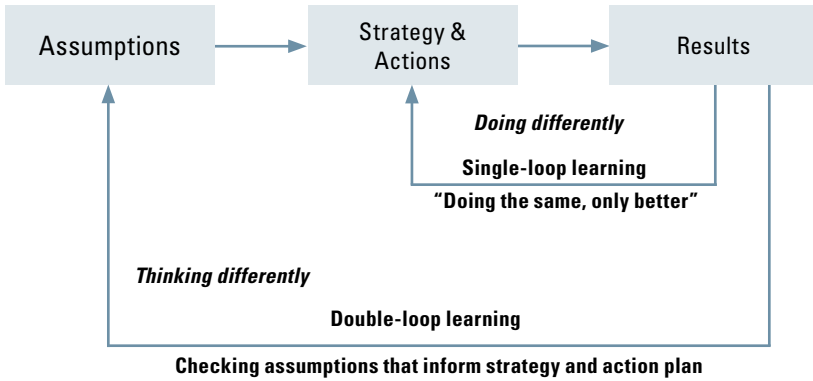 Assumptions
Strategy &
Actions
Results
Doing differently
Single-loop learning
“Doing the same, only better”
Thinking differently
Double-loop learning
Checking assumptions that inform strategy and action plan